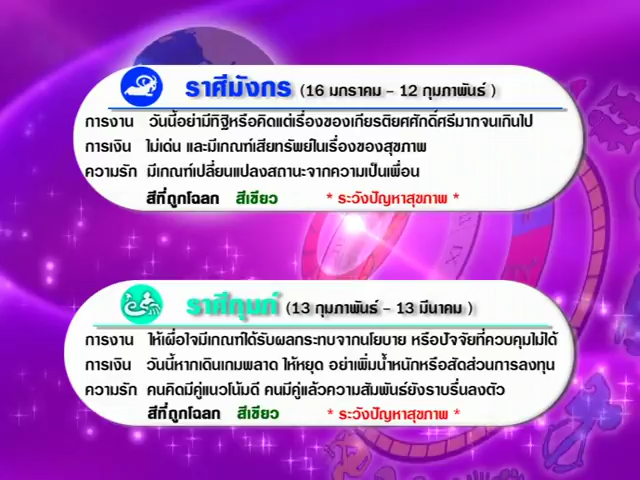 ราศีมังกร (16 มกราคม - 12 กุมภาพันธ์ )
การงาน วันนี้อย่ามีทิฐิหรือคิดแต่เรื่องของเกียรติยศศักดิ์ศรีมากจนเกินไป
การเงิน ไม่เด่น และมีเกณฑ์เสียทรัพย์ในเรื่องของสุขภาพ
ความรัก มีเกณฑ์เปลี่ยนแปลงสถานะจากความเป็นเพื่อน
สีที่ถูกโฉลก สีเขียว * ระวังปัญหาสุขภาพ *
ราศีกุมภ์ (13 กุมภาพันธ์ - 13 มีนาคม )
การงาน ให้เผื่อใจมีเกณฑ์ได้รับผลกระทบจากนโยบาย หรือปัจจัยที่ควบคุมไม่ได้
การเงิน วันนี้หากเดินเกมพลาด ให้หยุด อย่าเพิ่มน้ำหนักหรือสัดส่วนการลงทุน
ความรัก คนคิดมีคู่แนวโน้มดี คนมีคู่แล้วความสัมพันธ์ยังราบรื่นลงตัว
สีที่ถูกโฉลก สีเขียว * ระวังปัญหาสุขภาพ *